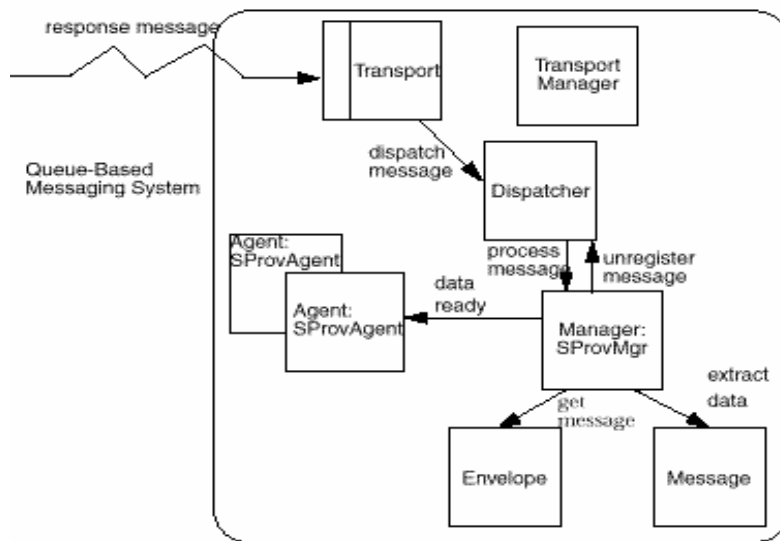 response message
Transport
Transport
Manager
dispatch
message
Queue-Based
Messaging System
Dispatcher
Agent:
SProvAgent
process
message
unregister
message
data
ready
Agent:
SProvAgent
Manager:
SProvMgr
get
message
extract
data
Envelope
Message